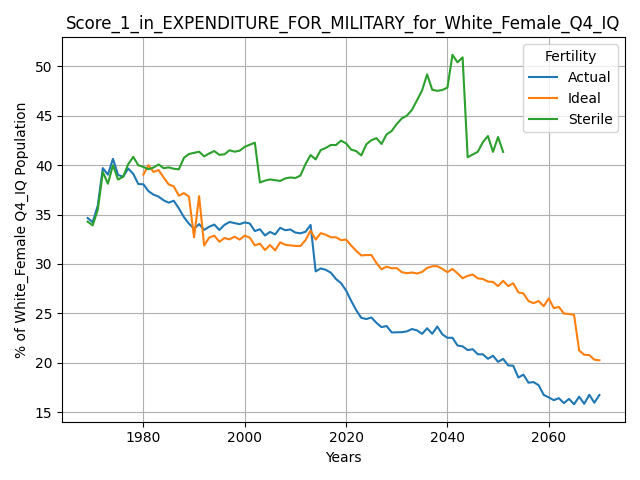 Score_1_in_EXPENDITURE_FOR_MILITARY_for_White_Female_Q4_IQ
% of White_Female Q4_IQ Population
50
45
40
35
30
25
20
15
Fertility
Actual
Ideal
Sterile
1980 2000 2020 2040 2060
Years